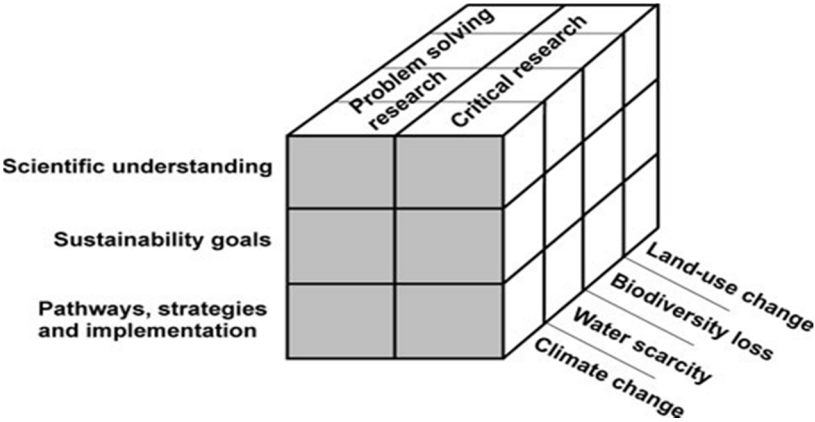 Problem solving
research
Critical research
Scientific understanding
Sustainability goals
Pathways, strategies
and implementation
Land-use change
Biodiversity loss
Water scarcity
Climate change